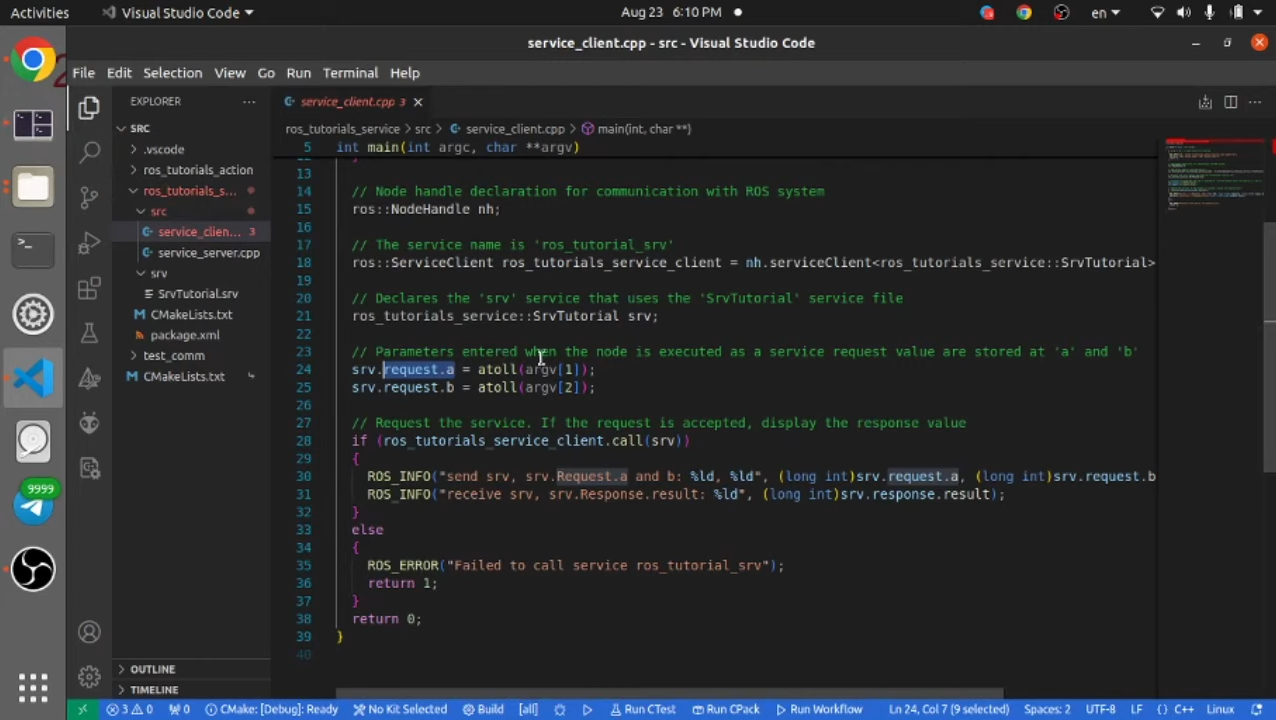 Activities
Visual Studio Code
Aug 23 6:10 PM
en
service_client.cpp - src - Visual Studio Code
File Edit Selection View Go Run Terminal Help
EXPLORER
SRC
.vscode
ros_tutorials_action
ros_tutorials_s...
src
service_clien... 3
service_server.cpp
srv
SrvTutorial.srv
CMakeLists.txt
package.xml
test_comm
CMakeLists.txt
OUTLINE
TIMELINE
9999
service_client.cpp 3
ros_tutorials_service > src > service_client.cpp > main(int, char **)
5 int main(int argc, char **argv)
13
14 // Node handle declaration for communication with ROS system
15 ros::NodeHandle nh;
16
17 // The service name is 'ros_tutorial_srv'
18 ros::ServiceClient ros_tutorials_service_client = nh.serviceClient<ros_tutorials_service::SrvTutorial>
19
20 // Declares the 'srv' service that uses the 'SrvTutorial' service file
21 ros_tutorials_service::SrvTutorial srv;
22
23 // Parameters entered when the node is executed as a service request value are stored at 'a' and 'b'
24 srv.request.a = atoll(argv[1]);
25 srv.request.b = atoll(argv[2]);
26
27 // Request the service. If the request is accepted, display the response value
28 if (ros_tutorials_service_client.call(srv))
29 {
30 ROS_INFO("send srv, srv.Request.a and b: %ld, %ld", (long int)srv.request.a, (long int)srv.request.b
31 ROS_INFO("receive srv, srv.Response.result: %ld", (long int)srv.response.result);
32 }
33 else
34 {
35 ROS_ERROR("Failed to call service ros_tutorial_srv");
36 return 1;
37 }
38 return 0;
39 }
40
3 0 0 CMake: [Debug]: Ready No Kit Selected Build [all] Run CTest Run CPack Run Workflow Ln 24, Col 7 (9 selected) Spaces: 2 UTF-8 LF {} C++ Linux